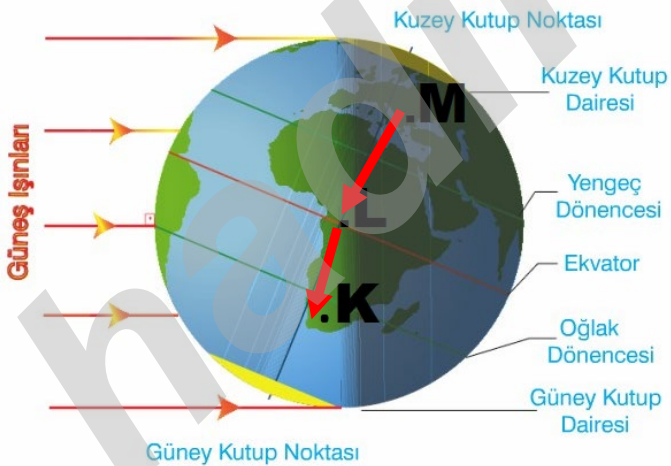 Kuzey Kutup Noktası
Kuzey Kutup
Dairesi
.M
Güneş Işınları
Yengeç
Dönencesi
.L
Ekvator
.K
Oğlak
Dönencesi
Güney Kutup
Dairesi
Güney Kutup Noktası